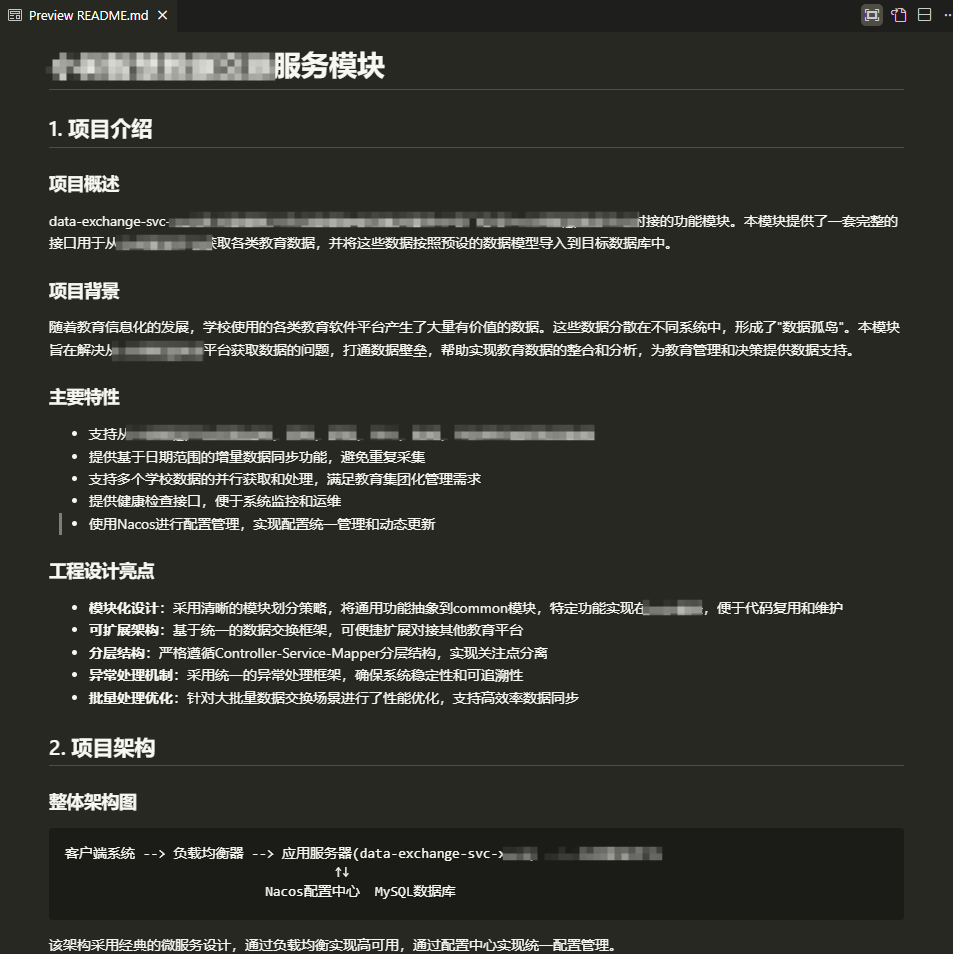 Preview README.md
服务模块
1. 项目介绍
项目概述
data-exchange-svc- 对接的功能模块。本模块提供了一套完整的
接口用于从 获取各类教育数据，并将这些数据按照预设的数据模型导入到目标数据库中。
项目背景
随着教育信息化的发展，学校使用的各类教育软件平台产生了大量有价值的数据。这些数据分散在不同系统中，形成了"数据孤岛"。本模块
旨在解决从 平台获取数据的问题，打通数据壁垒，帮助实现教育数据的整合和分析，为教育管理和决策提供数据支持。
主要特性
• 支持从
• 提供基于日期范围的增量数据同步功能，避免重复采集
• 支持多个学校数据的并行获取和处理，满足教育集团化管理需求
• 提供健康检查接口，便于系统监控和运维
• 使用Nacos进行配置管理，实现配置统一管理和动态更新
工程设计亮点
• 模块化设计：采用清晰的模块划分策略，将通用功能抽象到common模块，特定功能实现在 ，便于代码复用和维护
• 可扩展架构：基于统一的数据交换框架，可便捷扩展对接其他教育平台
• 分层结构：严格遵循Controller-Service-Mapper分层结构，实现关注点分离
• 异常处理机制：采用统一的异常处理框架，确保系统稳定性和可追溯性
• 批量处理优化：针对大批量数据交换场景进行了性能优化，支持高效率数据同步
2. 项目架构
整体架构图
客户端系统 --> 负载均衡器 --> 应用服务器(data-exchange-svc-
↑↓
Nacos配置中心 MySQL数据库
该架构采用经典的微服务设计，通过负载均衡实现高可用，通过配置中心实现统一配置管理。